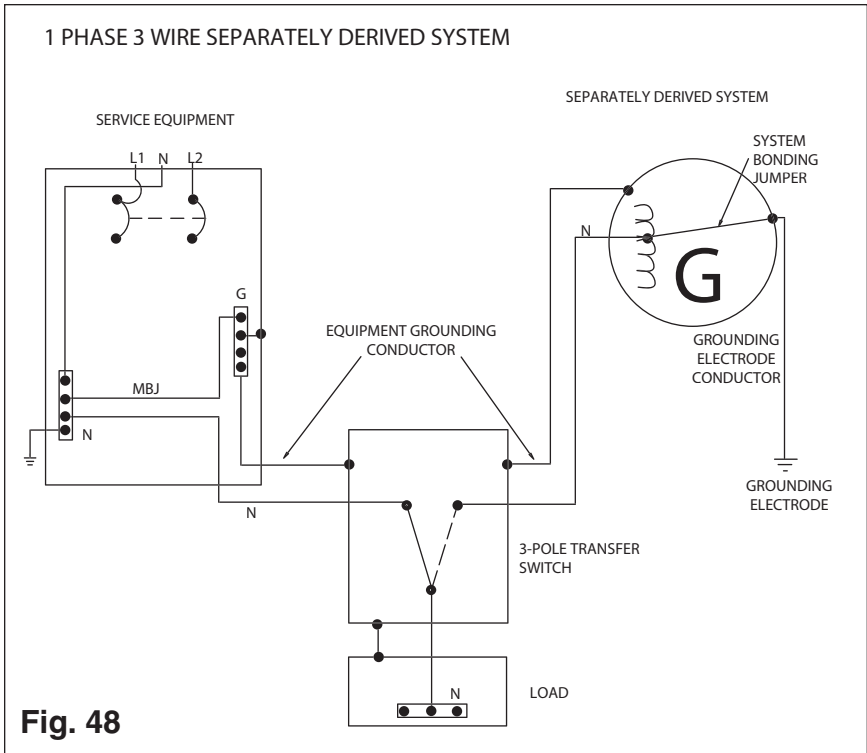 1 PHASE 3 WIRE SEPARATELY DERIVED SYSTEM
SEPARATELY DERIVED SYSTEM
SERVICE EQUIPMENT
SYSTEM
BONDING
JUMPER
L1 N L2
N
G
G
EQUIPMENT GROUNDING
CONDUCTOR
GROUNDING
ELECTRODE
CONDUCTOR
MBJ
N
GROUNDING
ELECTRODE
N
3-POLE TRANSFER
SWITCH
N
LOAD
Fig. 48